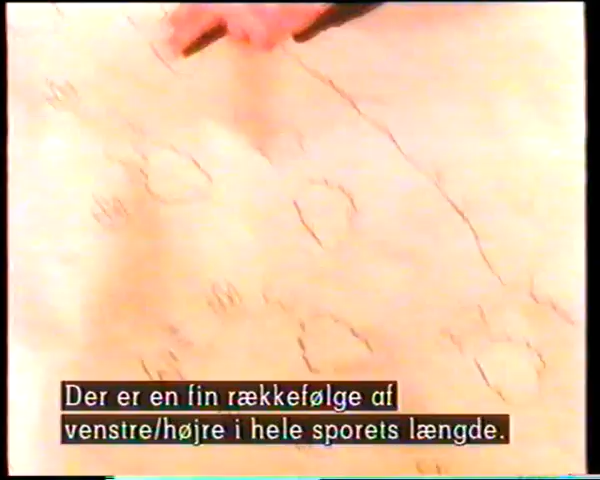 Der er en fin rækkefølge af
venstre/højre i hele sporets længde.